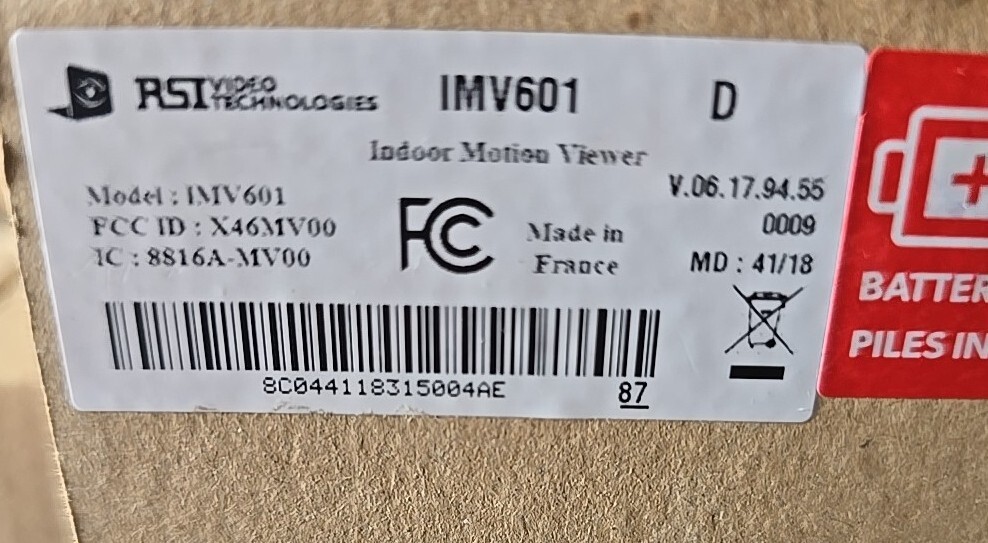 RSI VIDEO TECHNOLOGIES IMV601 D
Indoor Motion Viewer
Model : IMV601
FCC ID : X46MV00
IC : 8816A-MV00
FC
Made in
France
V.06.17.94.55
0009
MD : 41/18
8C044118315004AE
87
BATTER
PILES IN